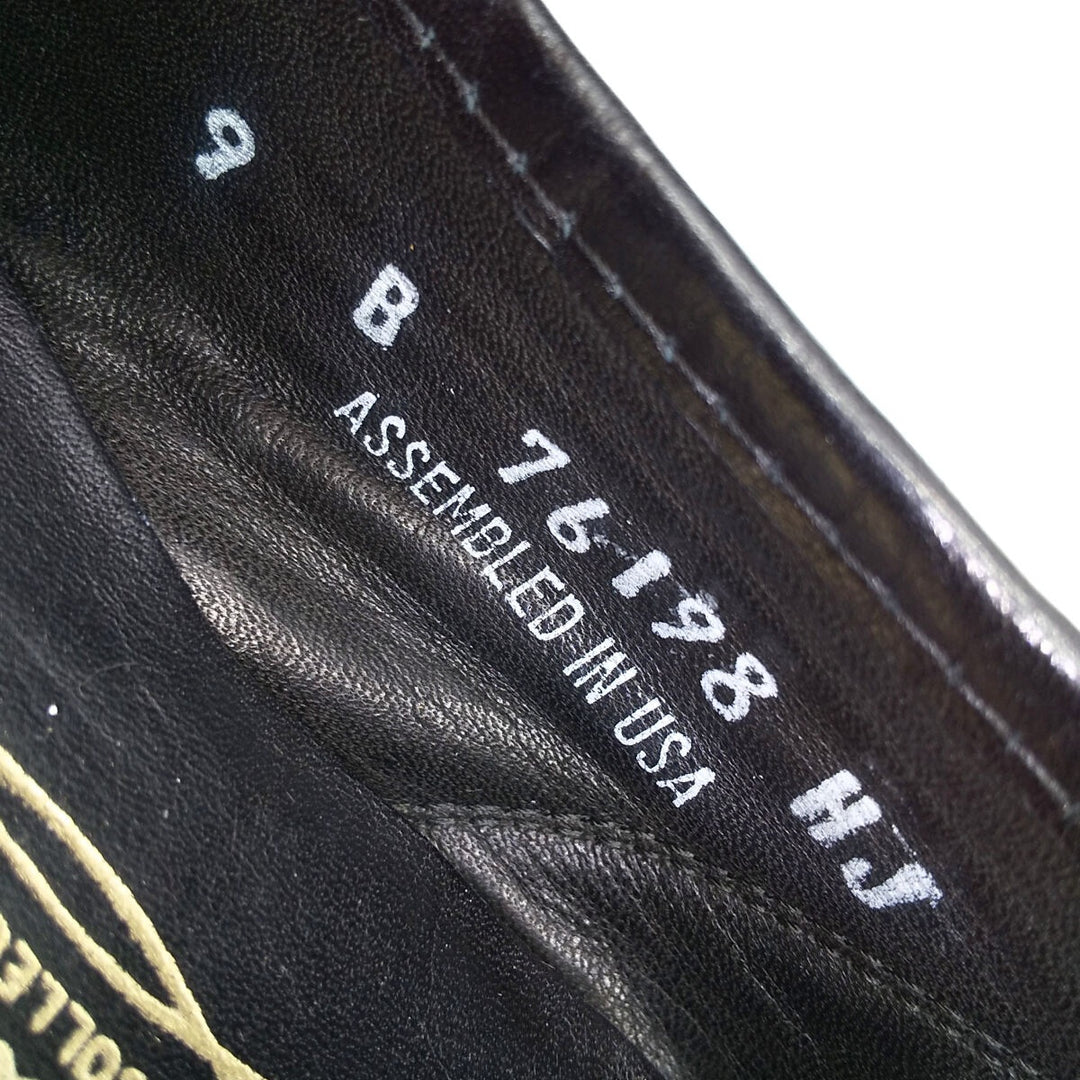 9 B 76198 HJ
ASSEMBLED IN USA